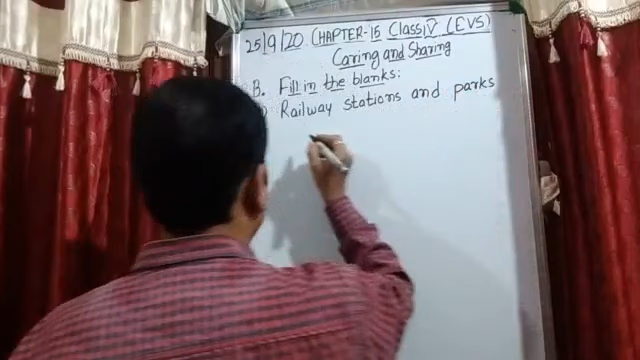 25/9/20 CHAPTER-15 Class V (EVS)
Caring and Sharing
B. Fill in the blanks:
Railway stations and parks